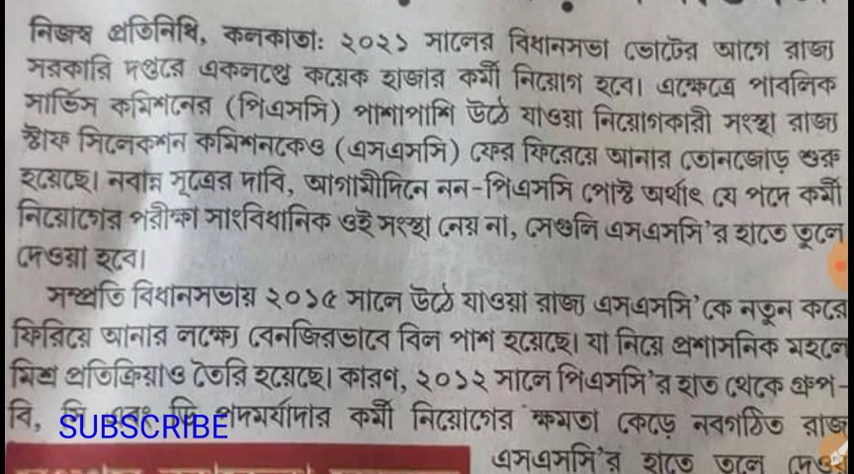 নিজস্ব প্রতিনিধি, কলকাতা: ২০২১ সালের বিধানসভা ভোটের আগে রাজ্য
সরকারি দপ্তরে একলপ্তে কয়েক হাজার কর্মী নিয়োগ হবে। এক্ষেত্রে পাবলিক
সার্ভিস কমিশনের (পিএসসি) পাশাপাশি উঠে যাওয়া নিয়োগকারী সংস্থা রাজ্য
স্টাফ সিলেকশন কমিশনকেও (এসএসসি) ফের ফিরিয়ে আনার তোনজোড় শুরু
হয়েছে। নবান্ন সূত্রের দাবি, আগামীদিনে নন-পিএসসি পোস্ট অর্থাৎ যে পদে কর্মী
নিয়োগের পরীক্ষা সাংবিধানিক ওই সংস্থা নেয় না, সেগুলি এসএসসি'র হাতে তুলে
দেওয়া হবে।
সম্প্রতি বিধানসভায় ২০১৫ সালে উঠে যাওয়া রাজ্য এসএসসি'কে নতুন করে
ফিরিয়ে আনার লক্ষ্যে বেনজিরভাবে বিল পাশ হয়েছে। যা নিয়ে প্রশাসনিক মহলে
মিশ্র প্রতিক্রিয়াও তৈরি হয়েছে। কারণ, ২০১২ সালে পিএসসি'র হাত থেকে গ্রুপ-
বি, সি এবং ডি পদমর্যাদার কর্মী নিয়োগের ক্ষমতা কেড়ে নবগঠিত রাজ্য
SUBSCRIBE
এসএসসি'র হাতে তুলে